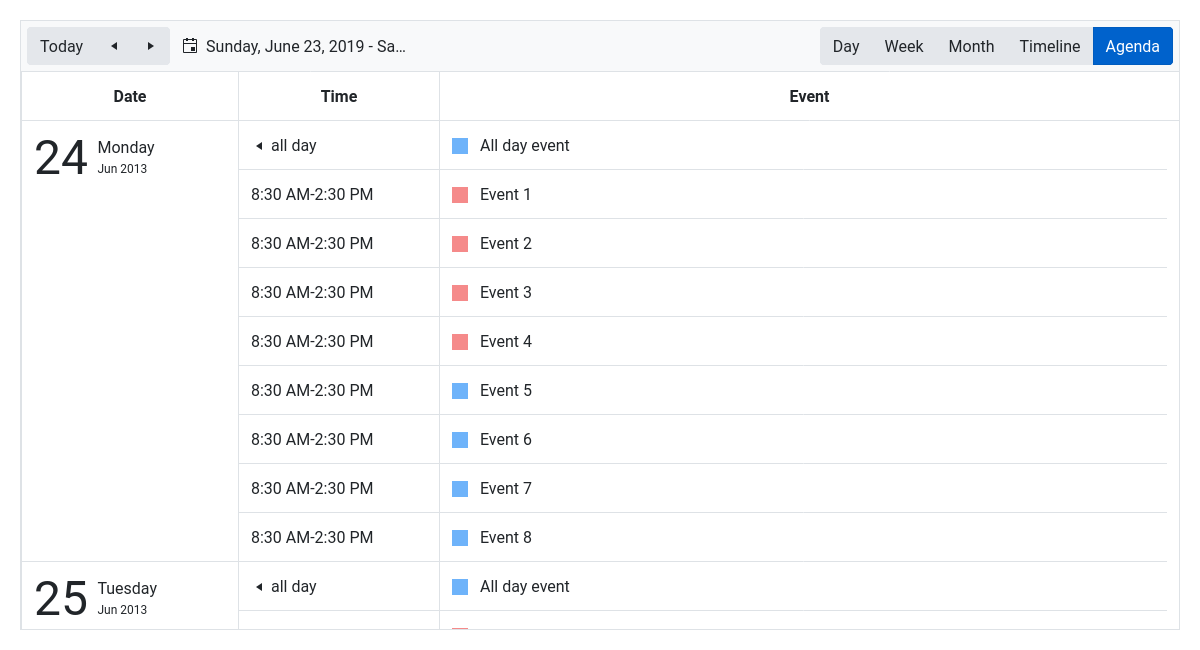 Today Sunday, June 23, 2019 - Sa... Day Week Month Timeline Agenda
Date Time Event
24 Monday all day All day event
Jun 2013
8:30 AM-2:30 PM Event 1
8:30 AM-2:30 PM Event 2
8:30 AM-2:30 PM Event 3
8:30 AM-2:30 PM Event 4
8:30 AM-2:30 PM Event 5
8:30 AM-2:30 PM Event 6
8:30 AM-2:30 PM Event 7
8:30 AM-2:30 PM Event 8
25 Tuesday all day All day event
Jun 2013